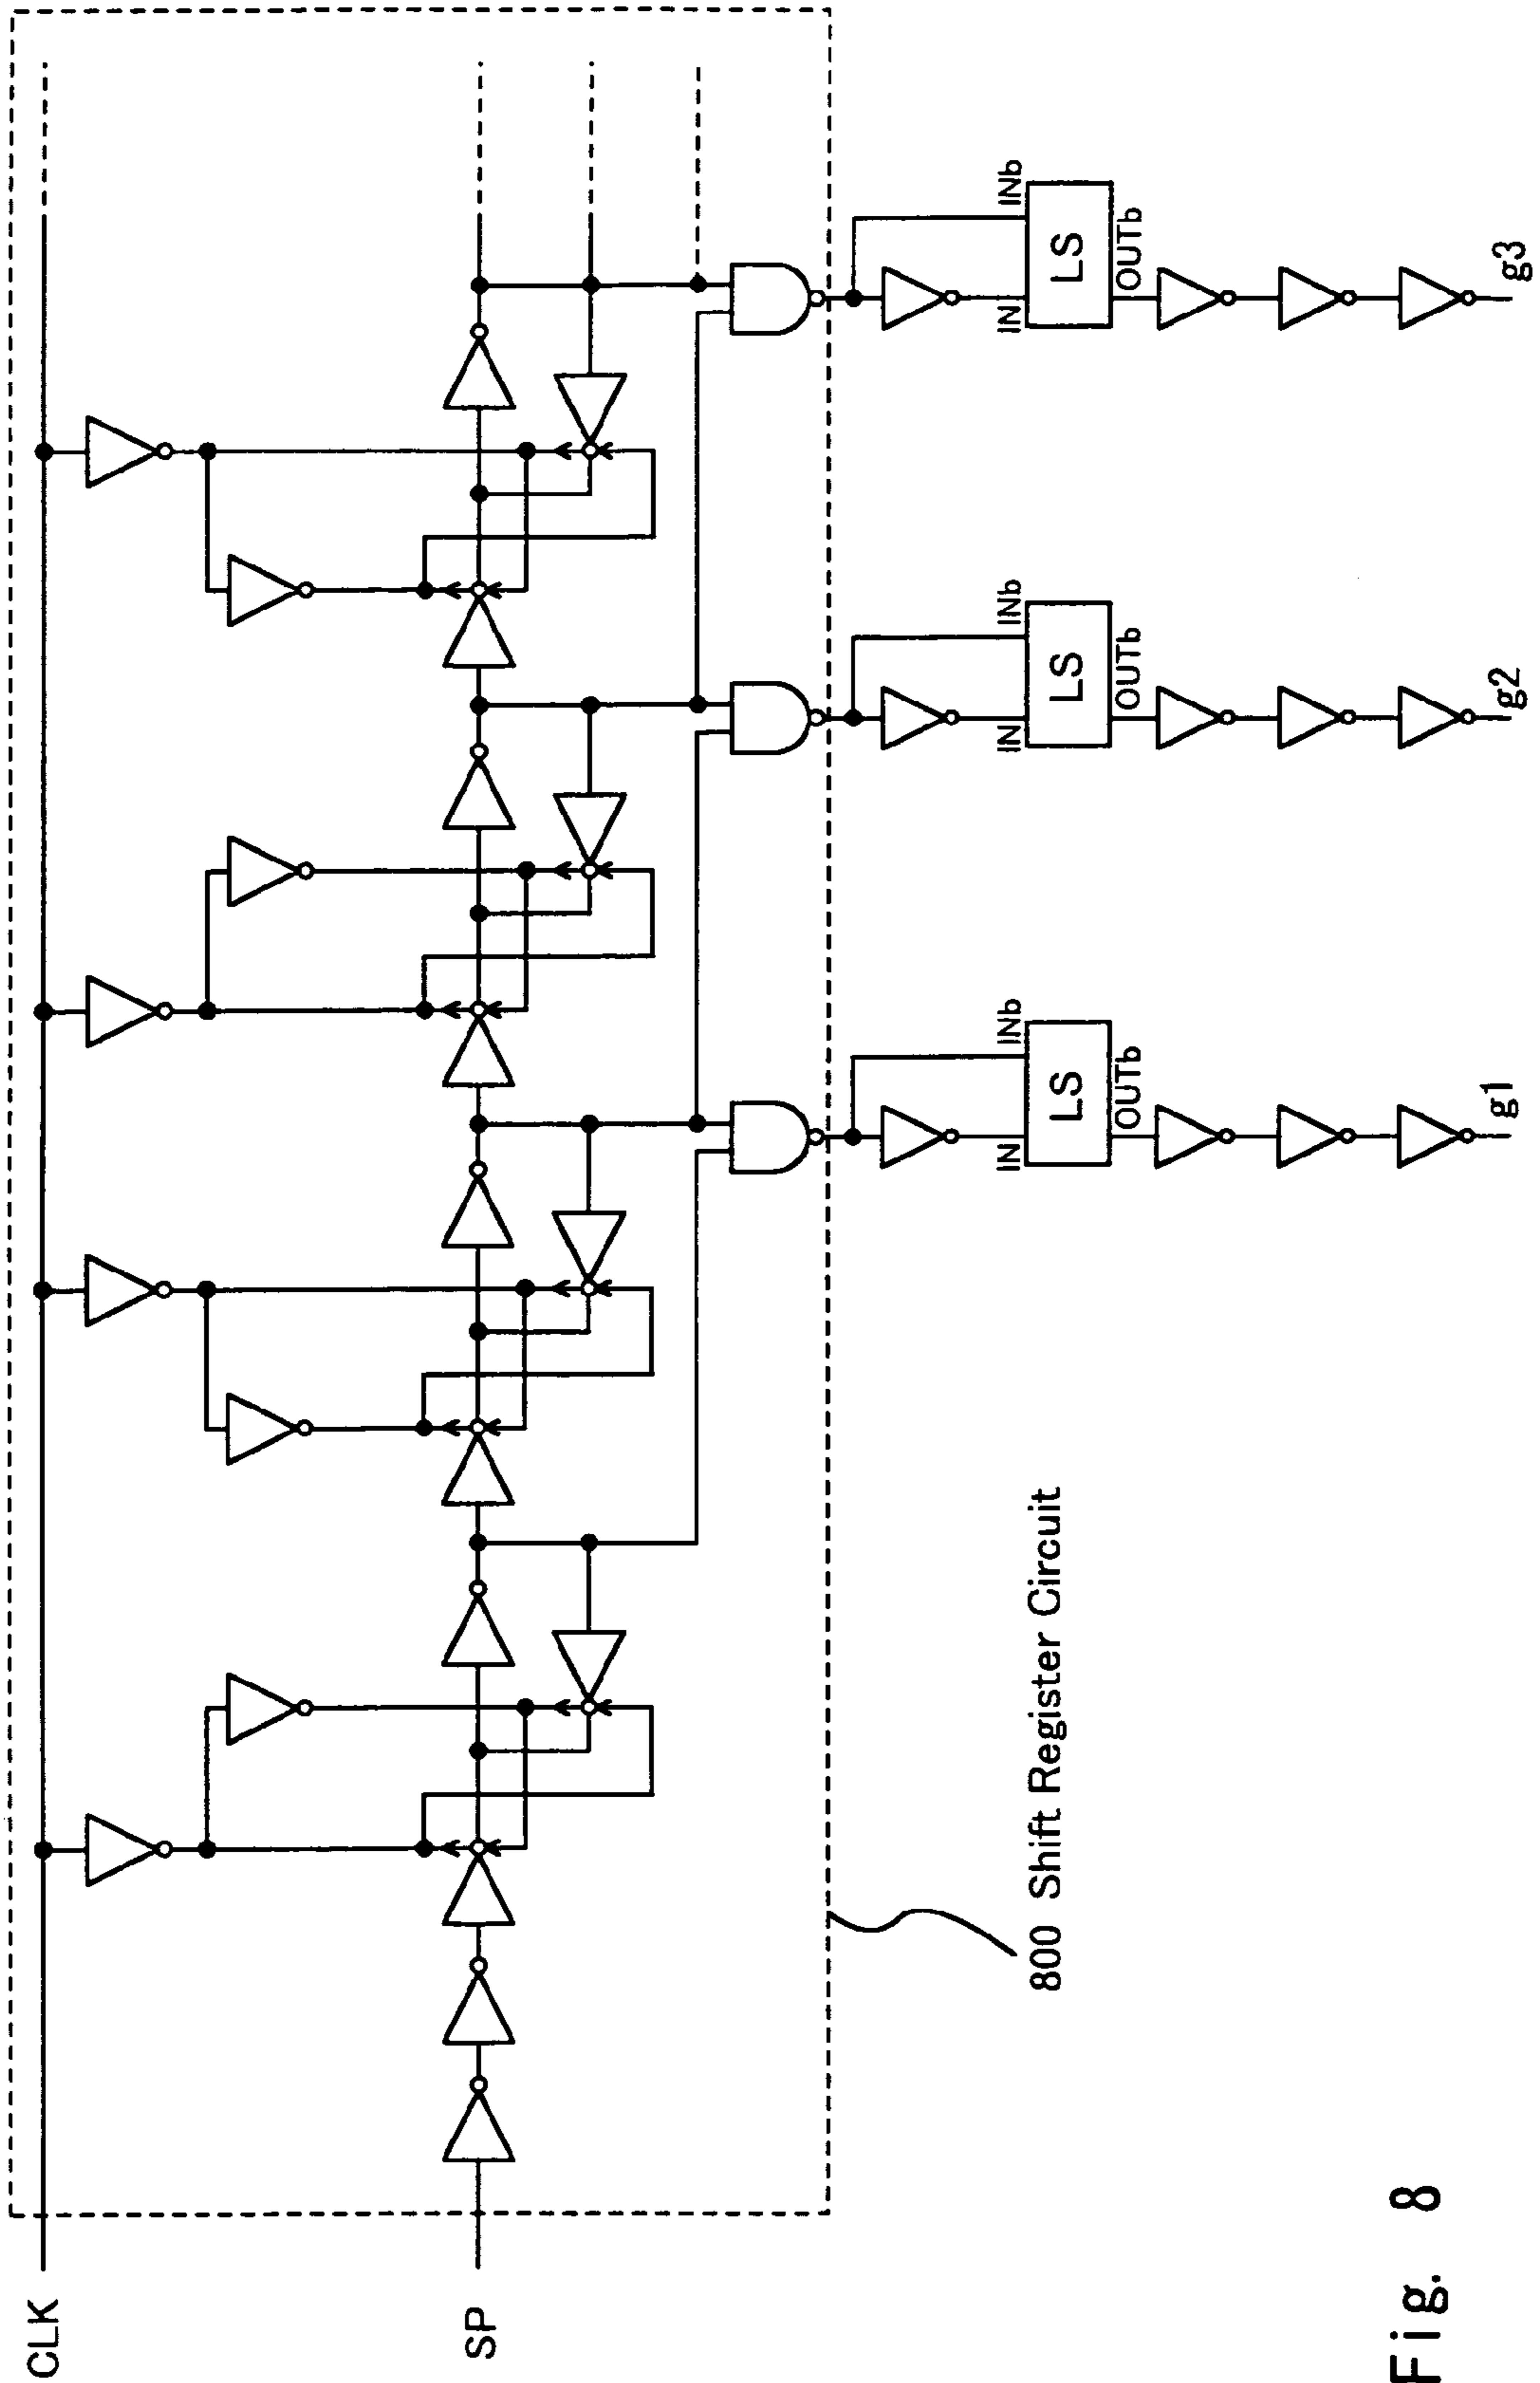 CLK
SP
IN
INb
LS
OUTb
g1
IN
INb
LS
OUTb
g2
IN
INb
LS
OUTb
g3
800 Shift Register Circuit
Fig. 8